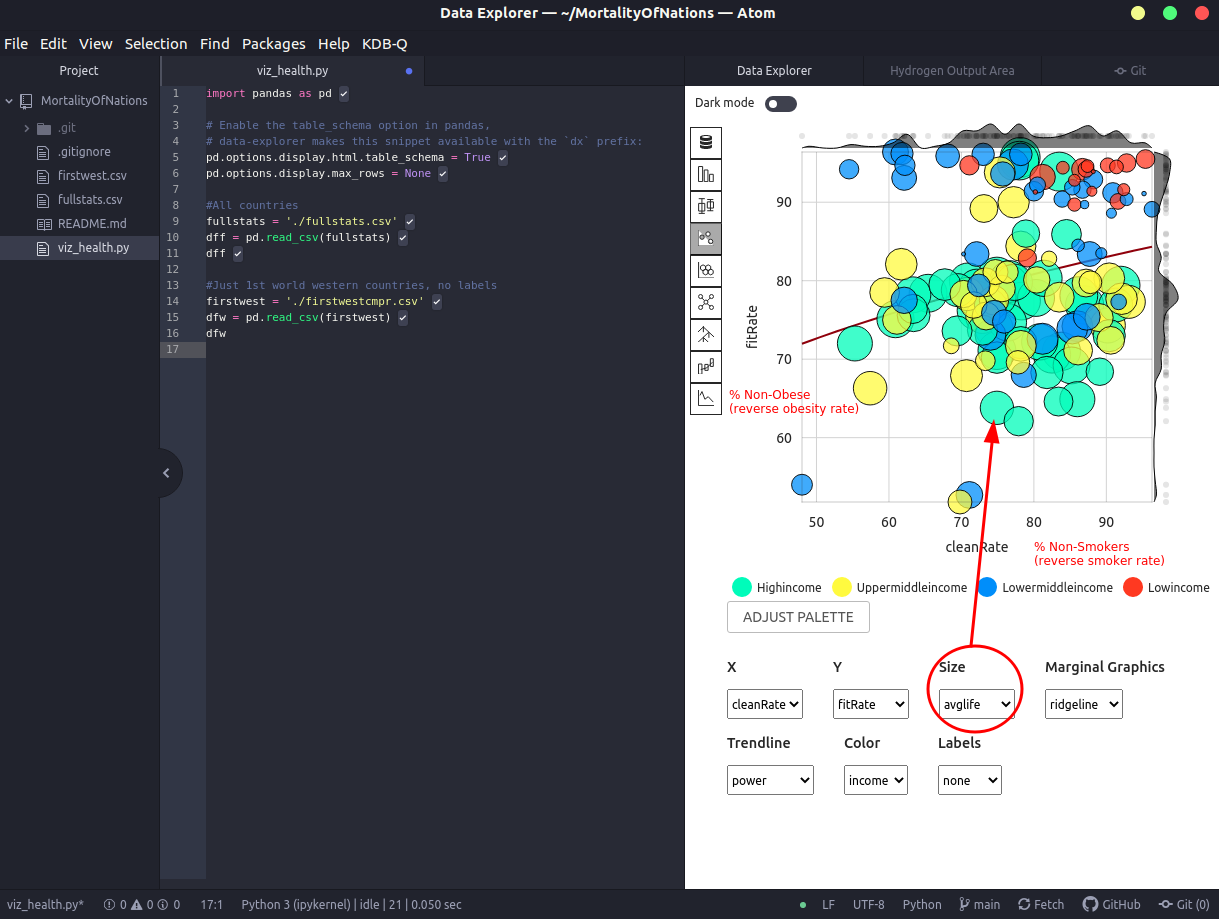 Data Explorer — ~/MortalityOfNations — Atom
File Edit View Selection Find Packages Help KDB-Q
Project
MortalityOfNations
.git
.gitignore
firstwest.csv
fullstats.csv
README.md
viz_health.py
viz_health.py
1 import pandas as pd ✓
2
3 # Enable the table_schema option in pandas,
4 # data-explorer makes this snippet available with the `dx` prefix:
5 pd.options.display.html.table_schema = True ✓
6 pd.options.display.max_rows = None ✓
7
8 #All countries
9 fullstats = './fullstats.csv' ✓
10 dff = pd.read_csv(fullstats) ✓
11 dff ✓
12
13 #Just 1st world western countries, no labels
14 firstwest = './firstwestcmpr.csv' ✓
15 dfw = pd.read_csv(firstwest) ✓
16 dfw
17
Data Explorer Hydrogen Output Area Git
Dark mode
90
80
70
60
fitRate
% Non-Obese
(reverse obesity rate)
50 60 70 80 90
cleanRate
% Non-Smokers
(reverse smoker rate)
Highincome Uppermiddleincome Lowermiddleincome Lowincome
ADJUST PALETTE
X Y Size Marginal Graphics
cleanRate fitRate avglife ridgeline
Trendline Color Labels
power income none
viz_health.py* 0 0 0 17:1 Python 3 (ipykernel) | idle | 21 | 0.050 sec LF UTF-8 Python main Fetch GitHub Git (0)